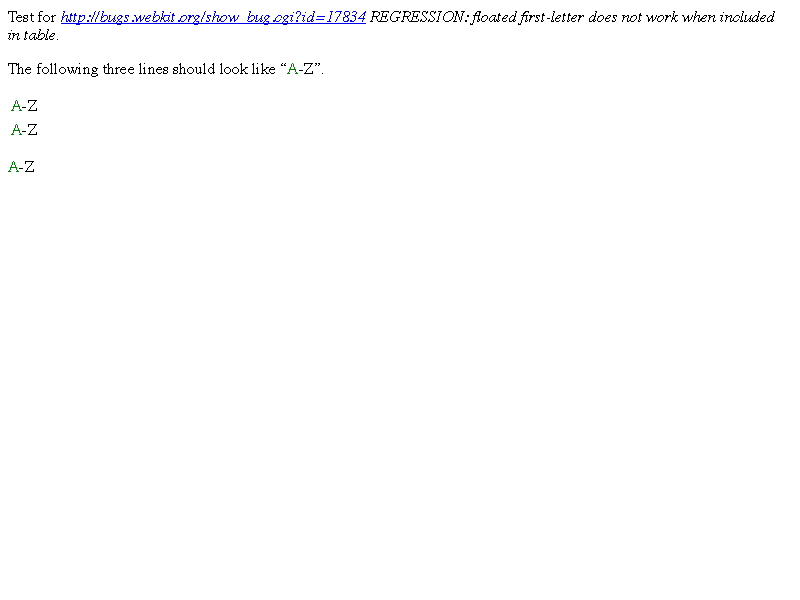 Test for http://bugs.webkit.org/show_bug.cgi?id=17834 REGRESSION: floated first-letter does not work when included
in table.
The following three lines should look like “A-Z”.
A-Z
A-Z
A-Z